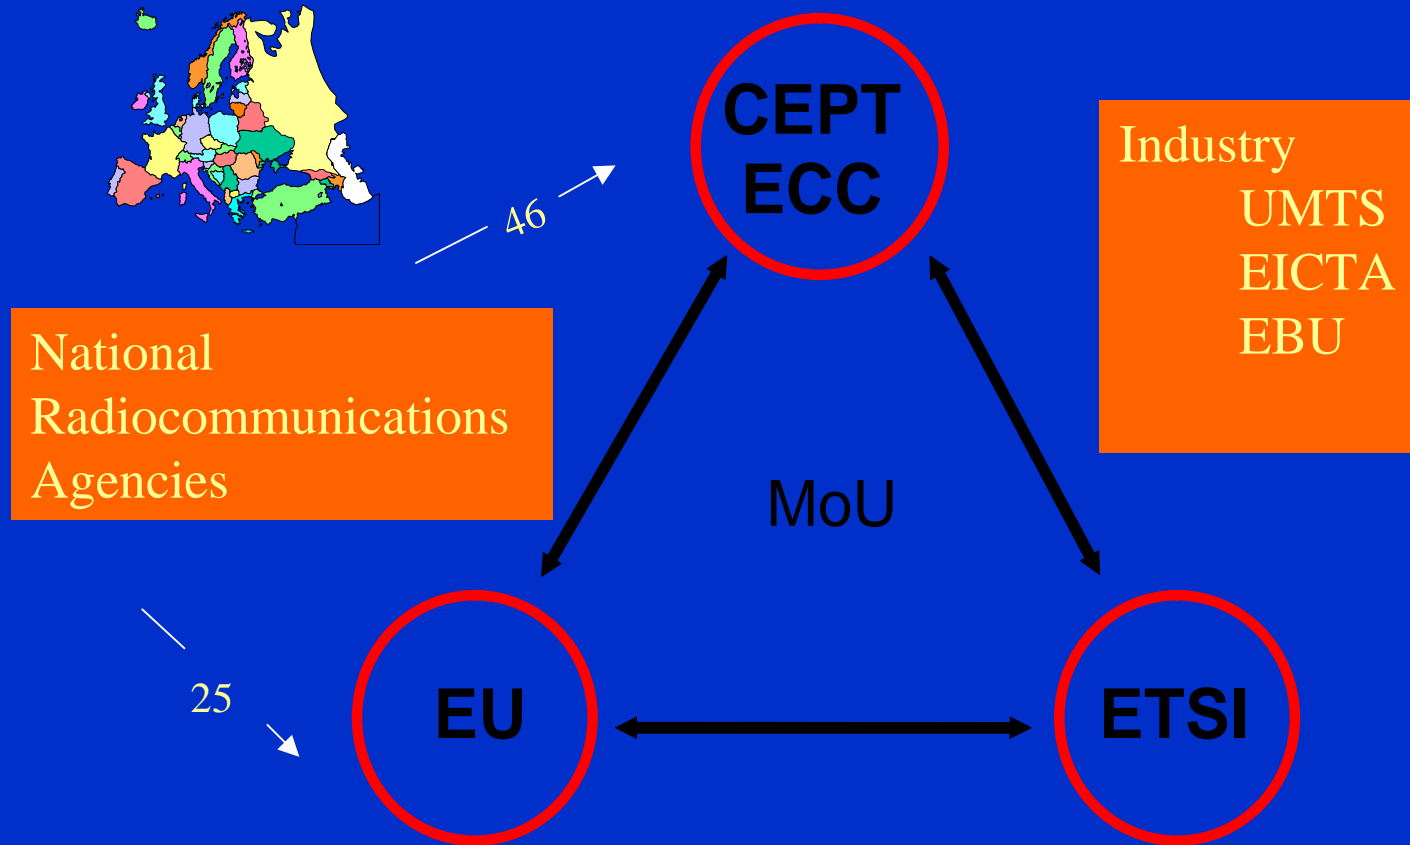 CEPT
ECC
Industry
UMTS
EICTA
EBU
46
National
Radiocommunications
Agencies
MoU
25
EU
ETSI